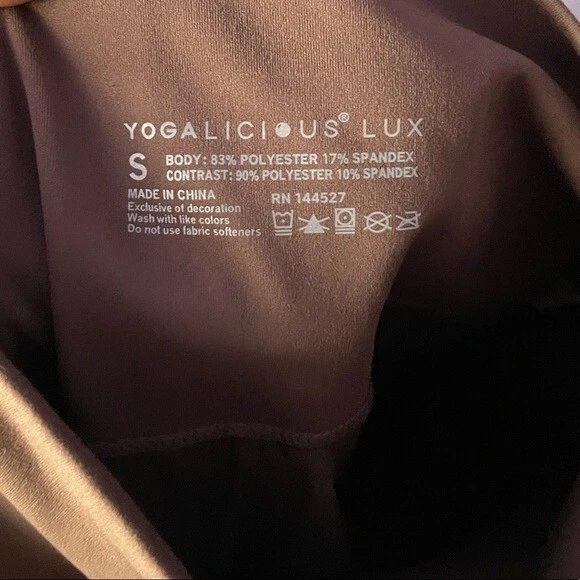 YOGALICIOUS® LUX
S
BODY: 83% POLYESTER 17% SPANDEX
CONTRAST: 90% POLYESTER 10% SPANDEX
MADE IN CHINA
RN 144527
Exclusive of decoration
Wash with like colors
Do not use fabric softeners